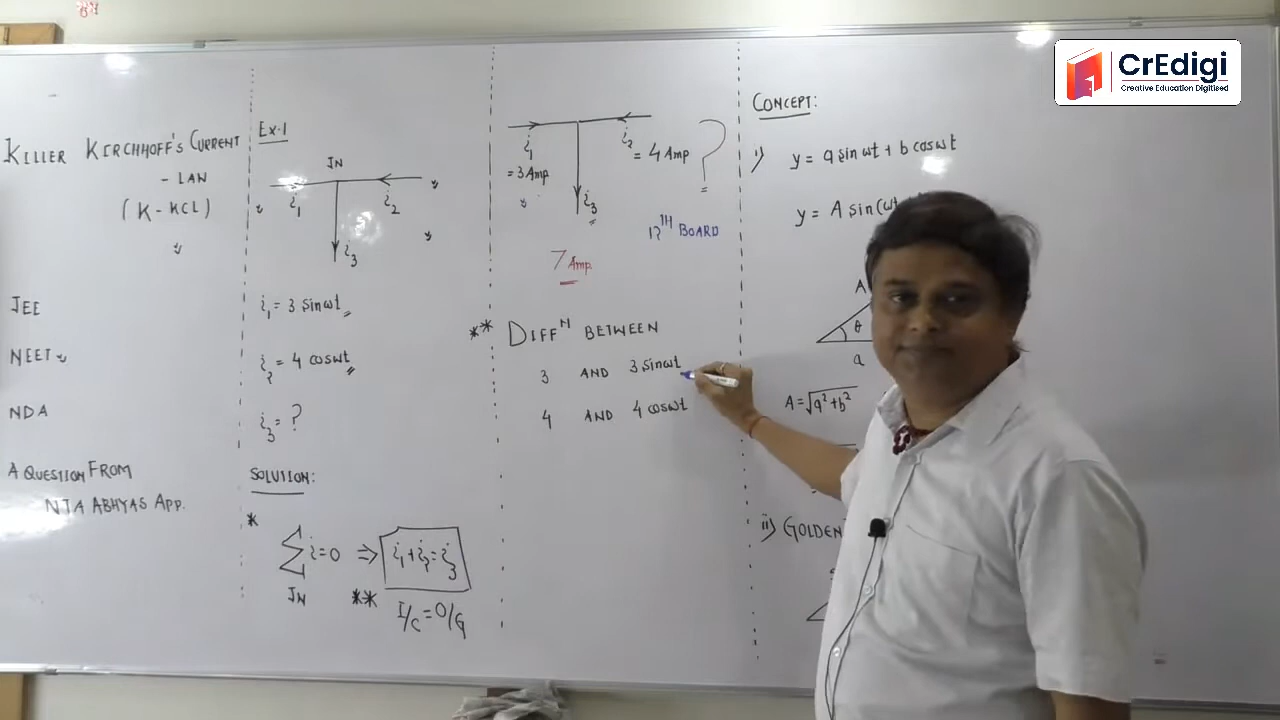 CrEdigi
Creative Education Digitised
KILLER KIRCHHOFF'S CURRENT
- LAN
(K - KCL)
JEE
NEET
NDA
A QUESTION FROM
NTA ABHYAS APP.
EX-1
JN
i₁
i₂
i₃
i₁ = 3 sinωt
i₂ = 4 cosωt
i₃ = ?
SOLUTION:
* Σ i = 0 ⇒ i₁ + i₂ = i₃
JN
** I/C = O/G
i₁ = 3 Amp
i₂ = 4 Amp ?
i₃
12TH BOARD
7 Amp
** DIFFN BETWEEN
3 AND 3 sinωt
4 AND 4 cosωt
CONCEPT:
i) y = a sin ωt + b cos ωt
y = A sin(ωt
A
θ
a
A = √a² + b²
ii) GOLDEN